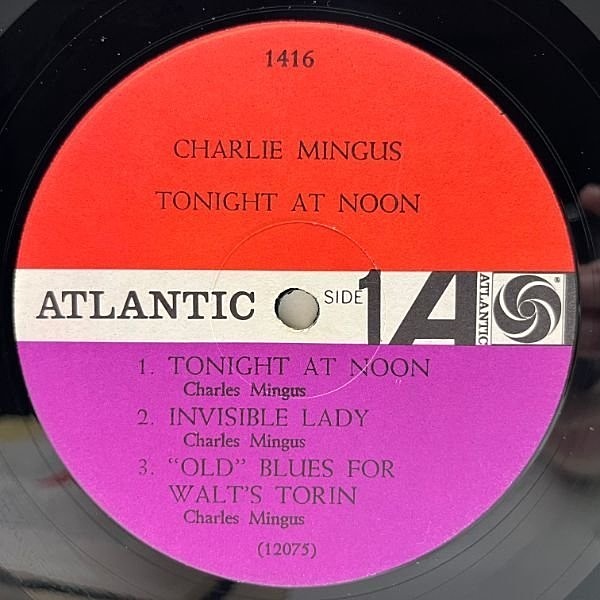 1416
CHARLIE MINGUS
TONIGHT AT NOON
ATLANTIC SIDE 1 A ATLANTIC ®
1. TONIGHT AT NOON
Charles Mingus
2. INVISIBLE LADY
Charles Mingus
3. “OLD” BLUES FOR
WALT'S TORIN
Charles Mingus
(12075)